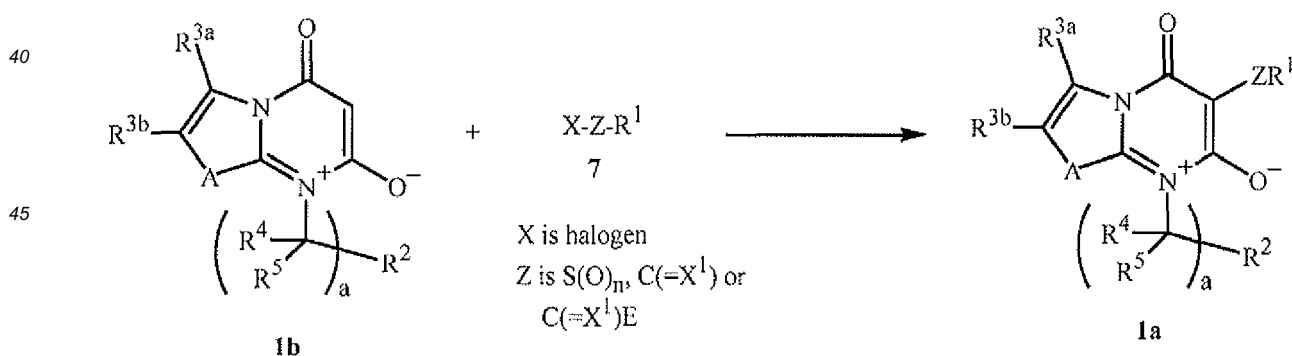 40
45
R3a
O
N
R3b
A
N+
O−
R4
R5
a
R2
1b
+
X-Z-R1
7
X is halogen
Z is S(O)n, C(=X1) or
C(=X1)E
R3a
O
ZR1
N
R3b
A
N+
O−
R4
R5
a
R2
1a